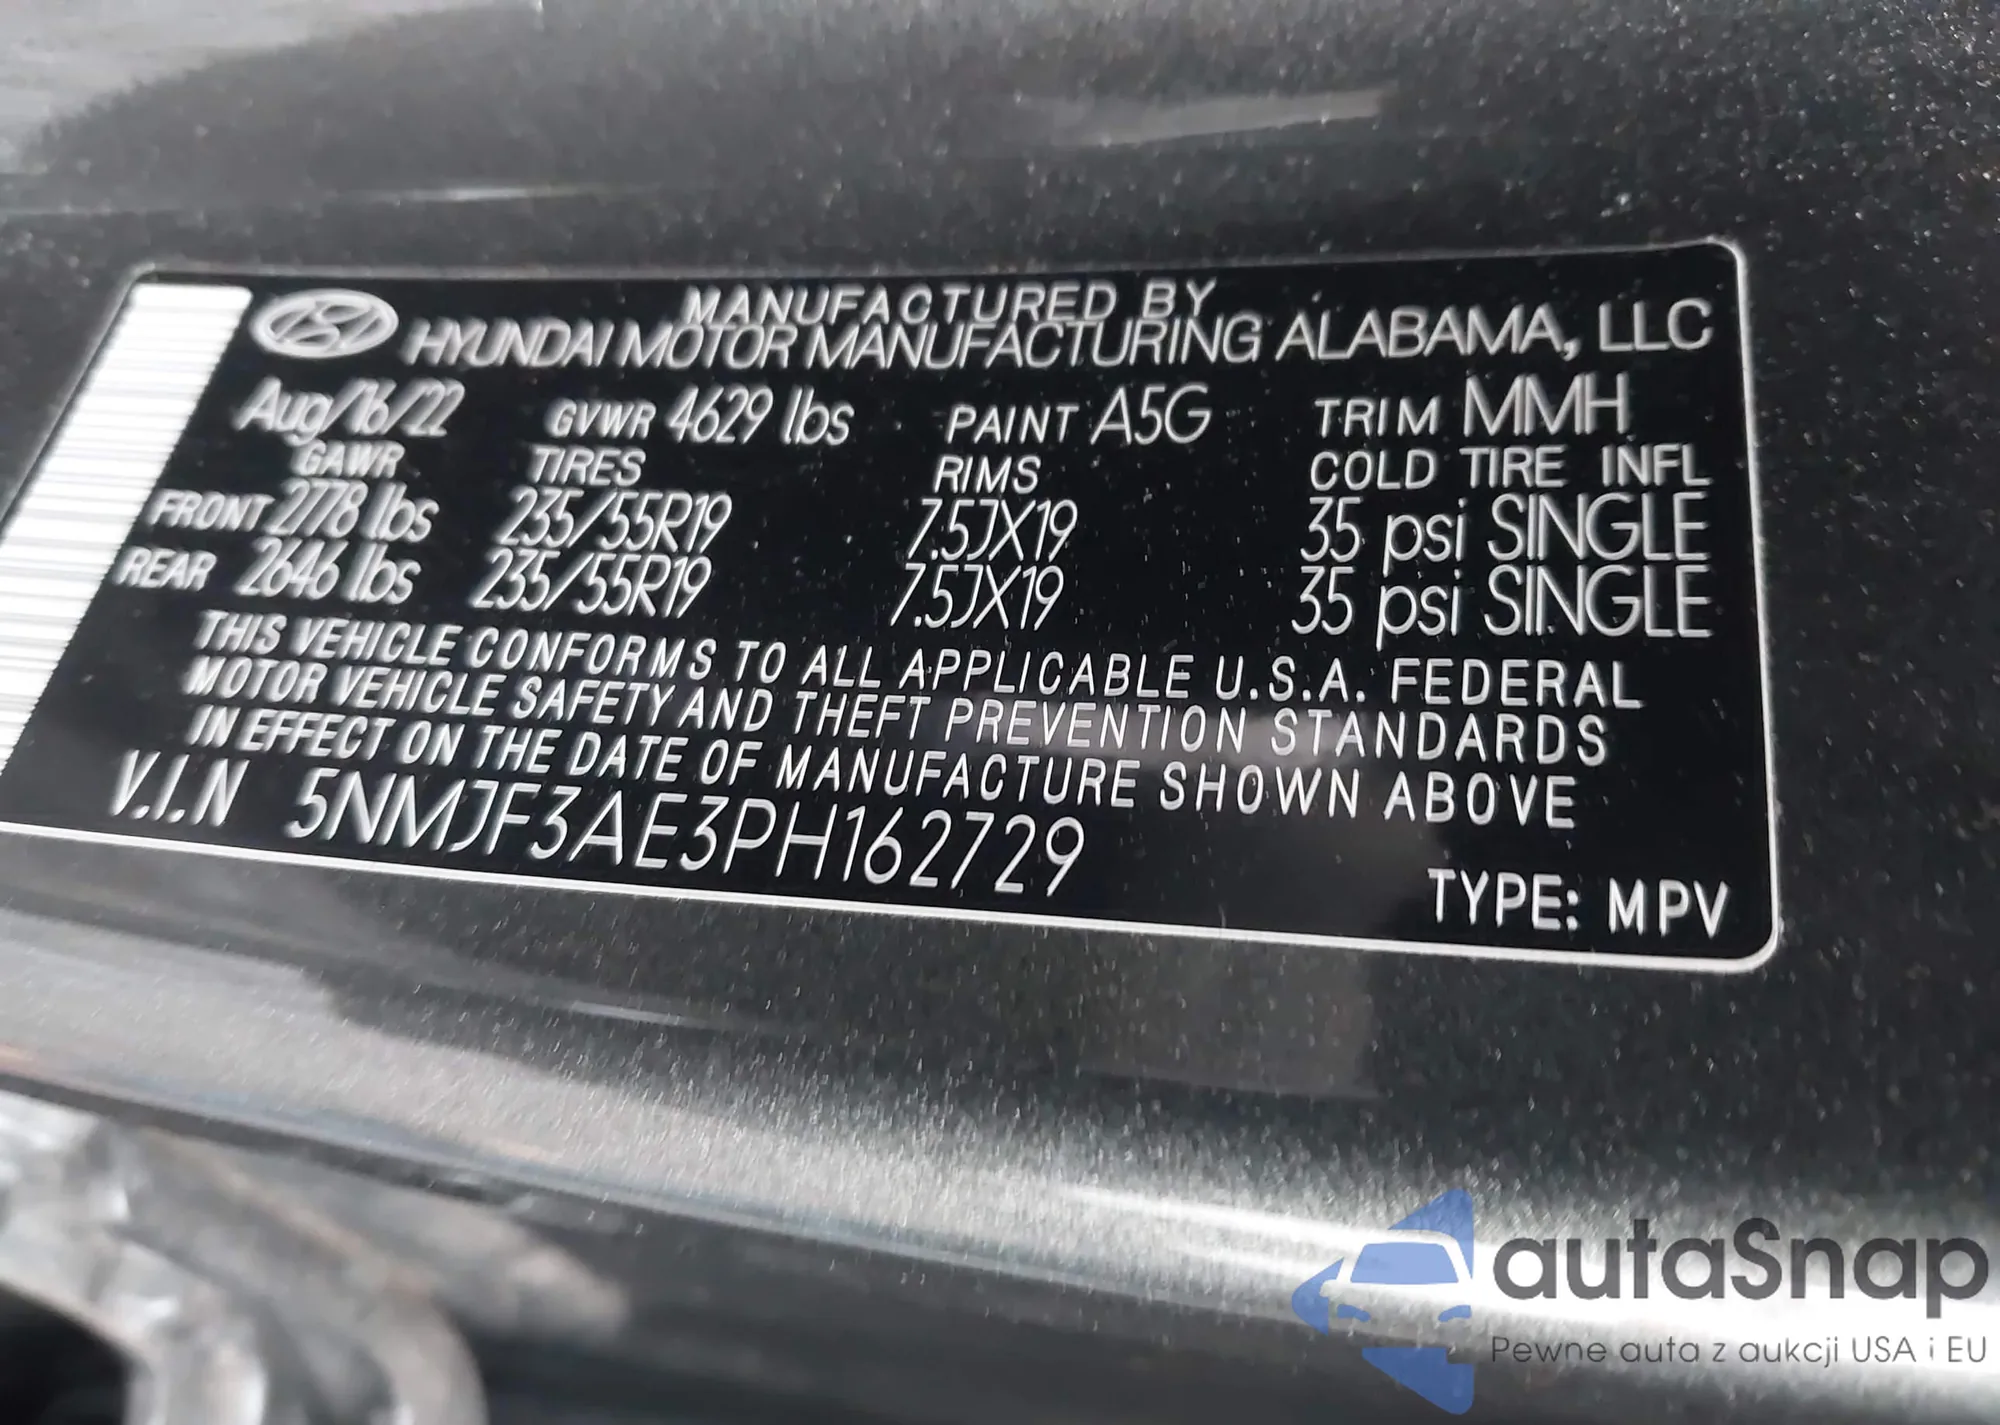 MANUFACTURED BY
HYUNDAI MOTOR MANUFACTURING ALABAMA, LLC
Aug/16/22 GVWR 4629 lbs PAINT A5G TRIM MMH
GAWR TIRES RIMS COLD TIRE INFL
FRONT 2778 lbs 235/55R19 7.5JX19 35 psi SINGLE
REAR 2646 lbs 235/55R19 7.5JX19 35 psi SINGLE
THIS VEHICLE CONFORMS TO ALL APPLICABLE U.S.A. FEDERAL
MOTOR VEHICLE SAFETY AND THEFT PREVENTION STANDARDS
IN EFFECT ON THE DATE OF MANUFACTURE SHOWN ABOVE
V.I.N 5NMJF3AE3PH162729
TYPE: MPV
autaSnap
Pewne auta z aukcji USA i EU